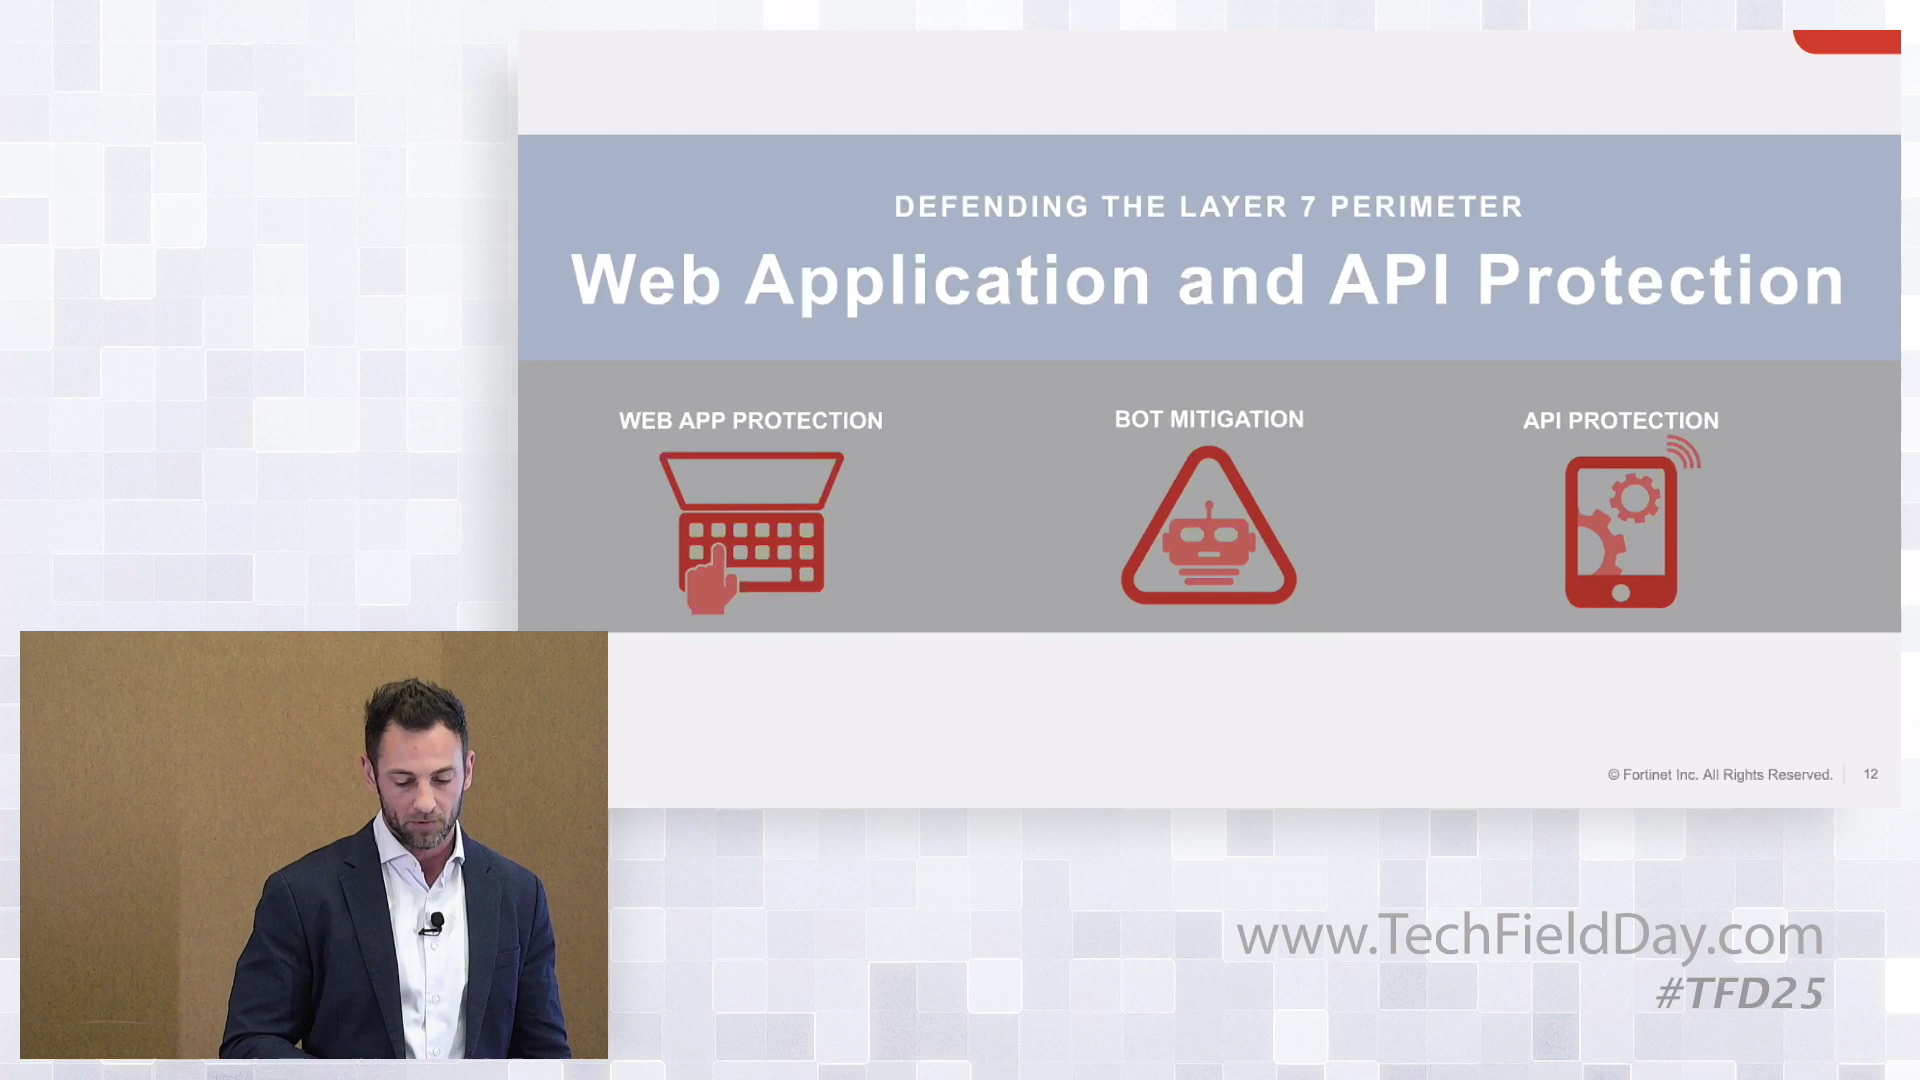 DEFENDING THE LAYER 7 PERIMETER
Web Application and API Protection
WEB APP PROTECTION
BOT MITIGATION
API PROTECTION
© Fortinet Inc. All Rights Reserved.
12
www.TechFieldDay.com
#TFD25